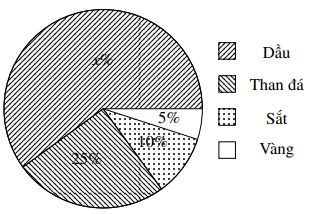 x%
5%
10%
25%
Dầu
Than đá
Sắt
Vàng